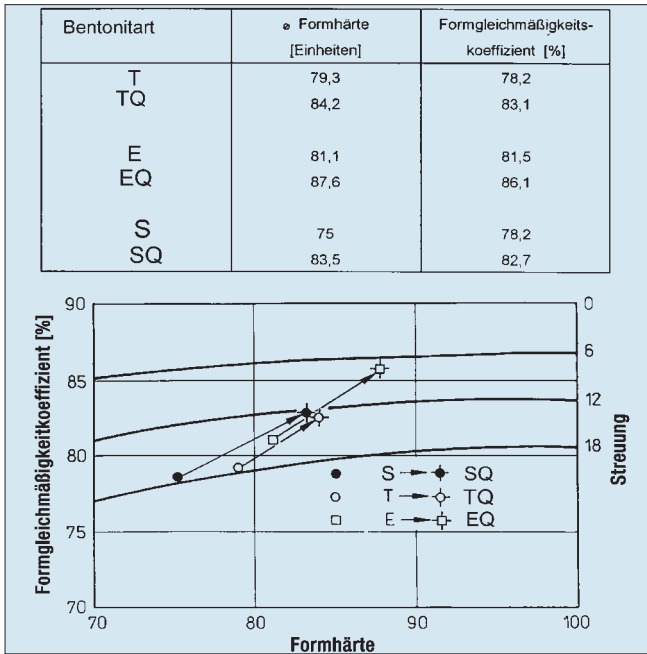 Bentonitart ⌀ Formhärte Formgleichmäßigkeits-
[Einheiten] koeffizient [%]
T 79,3 78,2
TQ 84,2 83,1
E 81,1 81,5
EQ 87,6 86,1
S 75 78,2
SQ 83,5 82,7
Formgleichmäßigkeitkoeffizient [%]
90 0
85 6
80 12
75 18
70
Streuung
S SQ
T TQ
E EQ
70 80 90 100
Formhärte